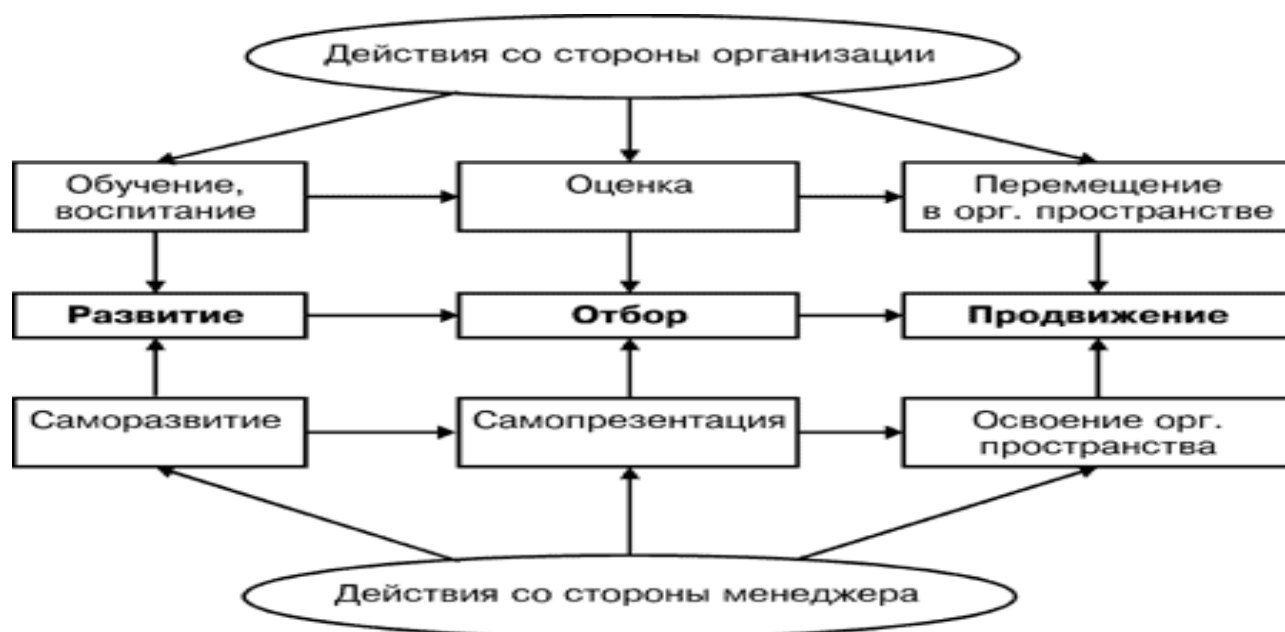 Действия со стороны организации
Обучение,
воспитание
Оценка
Перемещение
в орг. пространстве
Развитие
Отбор
Продвижение
Саморазвитие
Самопрезентация
Освоение орг.
пространства
Действия со стороны менеджера